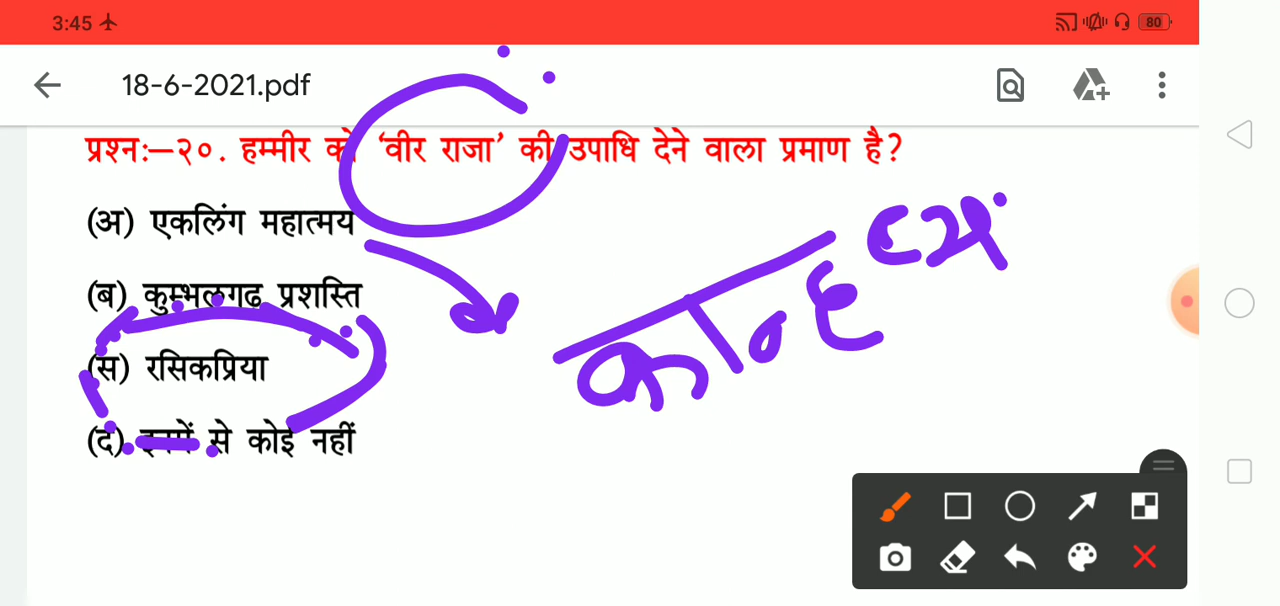 3:45
80
18-6-2021.pdf
प्रश्न:—२०. हम्मीर को ‘वीर राजा’ की उपाधि देने वाला प्रमाण है?
(अ) एकलिंग महात्मय
(ब) कुम्भलगढ प्रशस्ति
(स) रसिकप्रिया
(द) इनमें से कोई नहीं
कान्ह व्यास